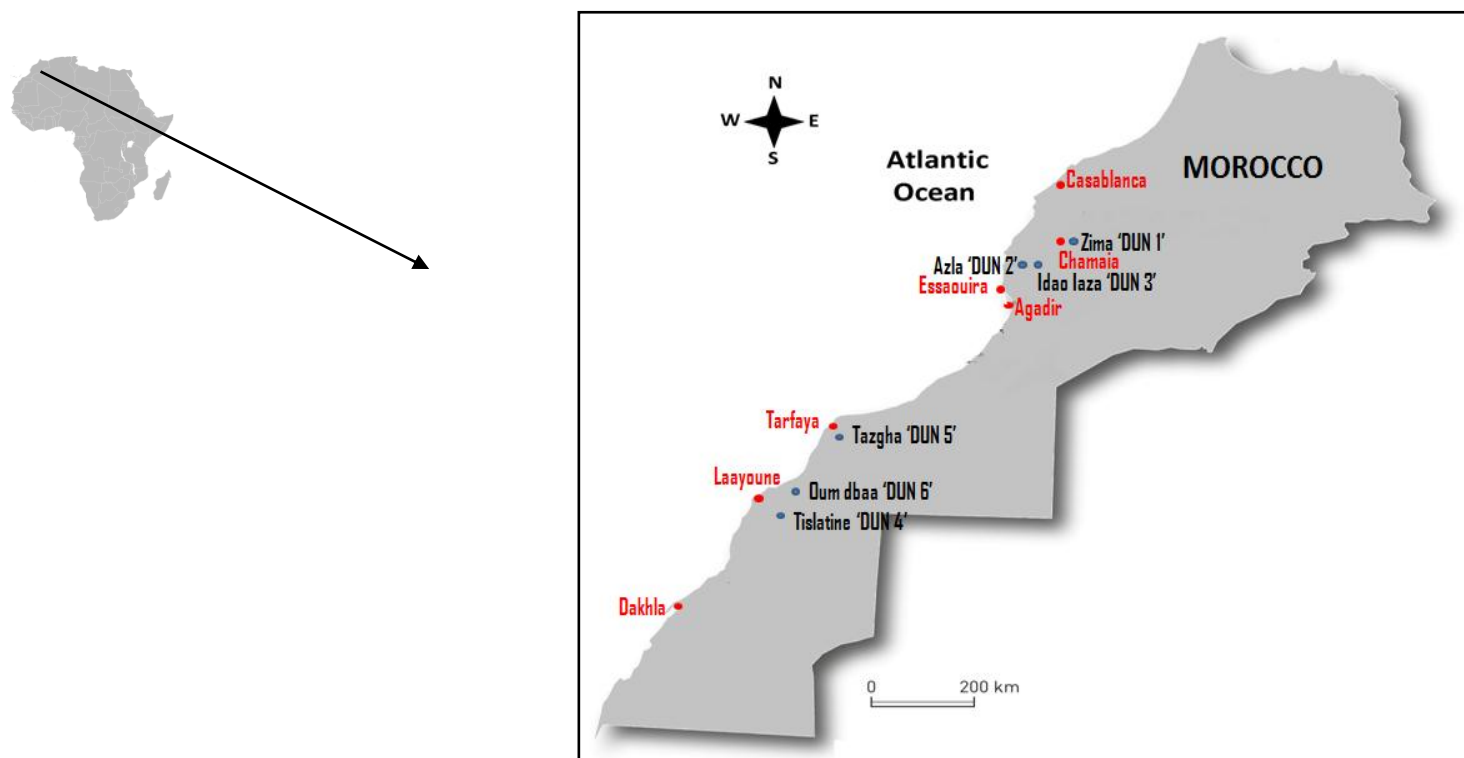 N
W
E
S
Atlantic
Ocean
MOROCCO
Casablanca
Zima ‘DUN 1’
Chamaia
Azla ‘DUN 2’
Idao Iaza ‘DUN 3’
Essaouira
Agadir
Tarfaya
Tazgha ‘DUN 5’
Laayoune
Oum dbaa ‘DUN 6’
Tislatine ‘DUN 4’
Dakhla
0
200 km